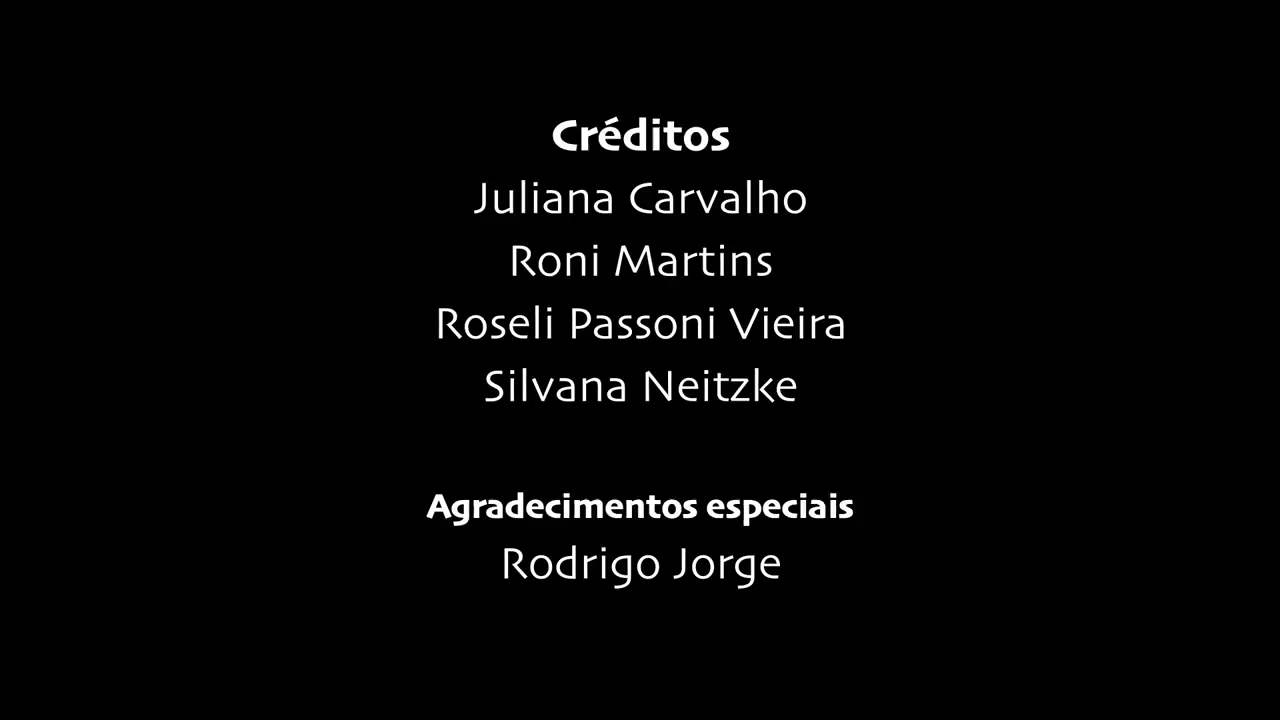 Créditos
Juliana Carvalho
Roni Martins
Roseli Passoni Vieira
Silvana Neitzke
Agradecimentos especiais
Rodrigo Jorge